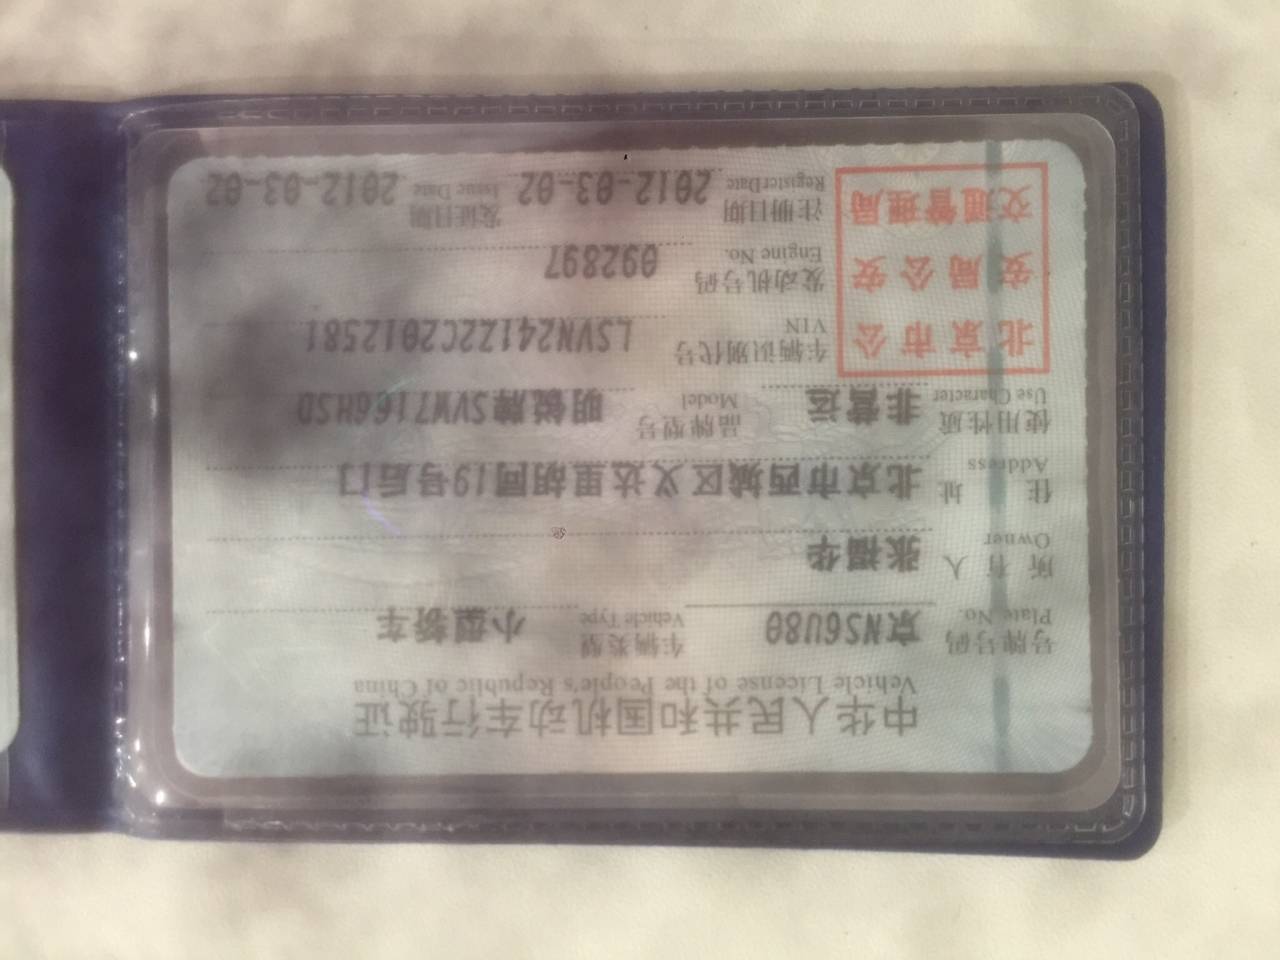 中华人民共和国机动车行驶证
Vehicle License of the People's Republic of China
号牌号码 京NS6U80 车辆类型 小型轿车
Plate No. Vehicle Type
所有人 张福华
Owner
住址 北京市西城区义达里胡同19号后门
Address
使用性质 非营运 品牌型号 明锐牌SVW7166HSD
Use Character Model
北京市公安局公安交通管理局
车辆识别代号 LSVN241Z2C2012581
VIN
发动机号码 092897
Engine No.
注册日期 2012-03-02 发证日期 2012-03-02
Register Date Issue Date